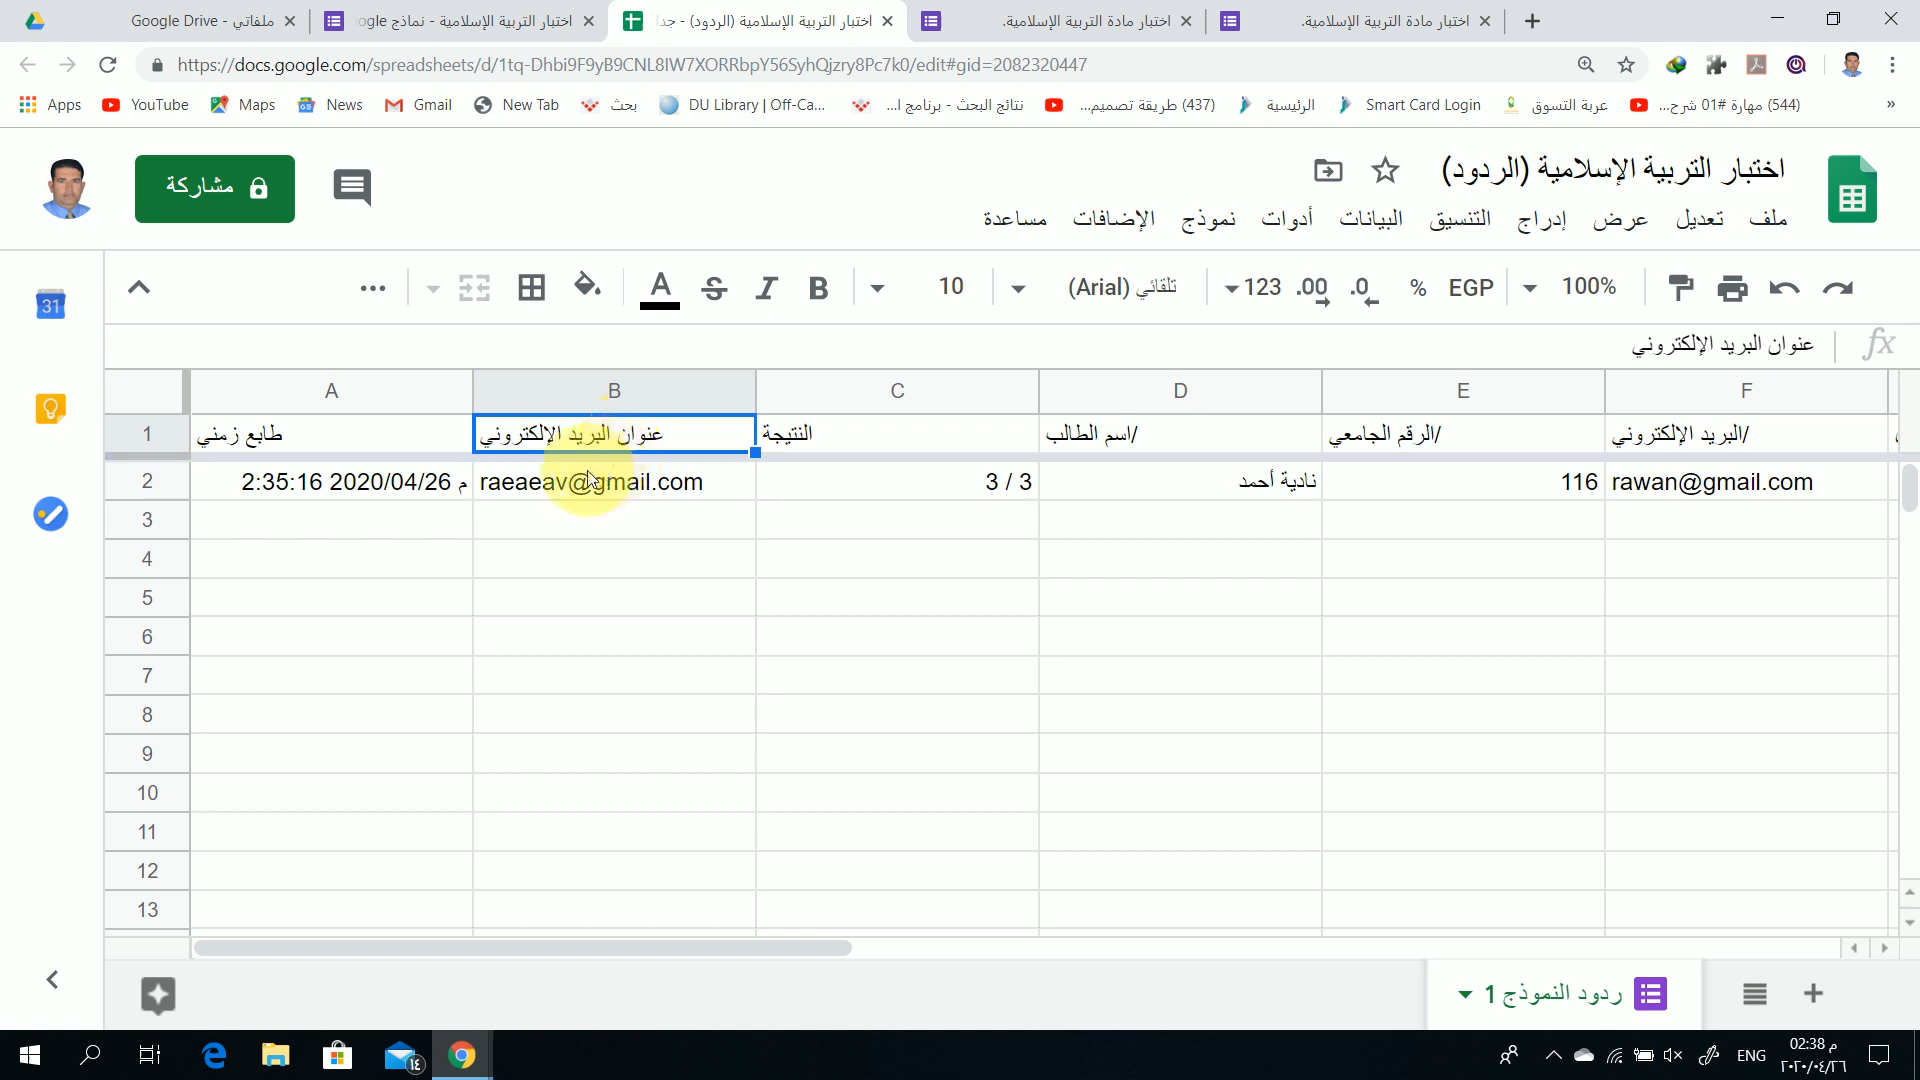 ملفاتي - Google Drive
اختبار التربية الإسلامية - نماذج ogle
اختبار التربية الإسلامية (الردود) - جدا
اختبار مادة التربية الإسلامية.
اختبار مادة التربية الإسلامية.
https://docs.google.com/spreadsheets/d/1tq-Dhbi9F9yB9CNL8IW7XORRbpY56SyhQjzry8Pc7k0/edit#gid=2082320447
Apps
YouTube
Maps
News
Gmail
New Tab
بحث
DU Library | Off-Ca...
نتائج البحث - برنامج ا...
(437) طريقة تصميم...
الرئيسية
Smart Card Login
عربة التسوق
(544) مهارة #01 شرح...
»
اختبار التربية الإسلامية (الردود)
مشاركة
ملف تعديل عرض إدراج التنسيق البيانات أدوات نموذج الإضافات مساعدة
100%
EGP
%
.0
.00
123
تلقائي (Arial)
10
B
I
S
A
31
fx
عنوان البريد الإلكتروني
A B C D E F
1 طابع زمني عنوان البريد الإلكتروني النتيجة اسم الطالب/ الرقم الجامعي/ البريد الإلكتروني/
2 2:35:16 2020/04/26 م raeaeav@gmail.com 3 / 3 نادية أحمد 116 rawan@gmail.com
3
4
5
6
7
8
9
10
11
12
13
ردود النموذج 1
١٤
ENG
02:38 م
٢٠٢٠/٠٤/٢٦